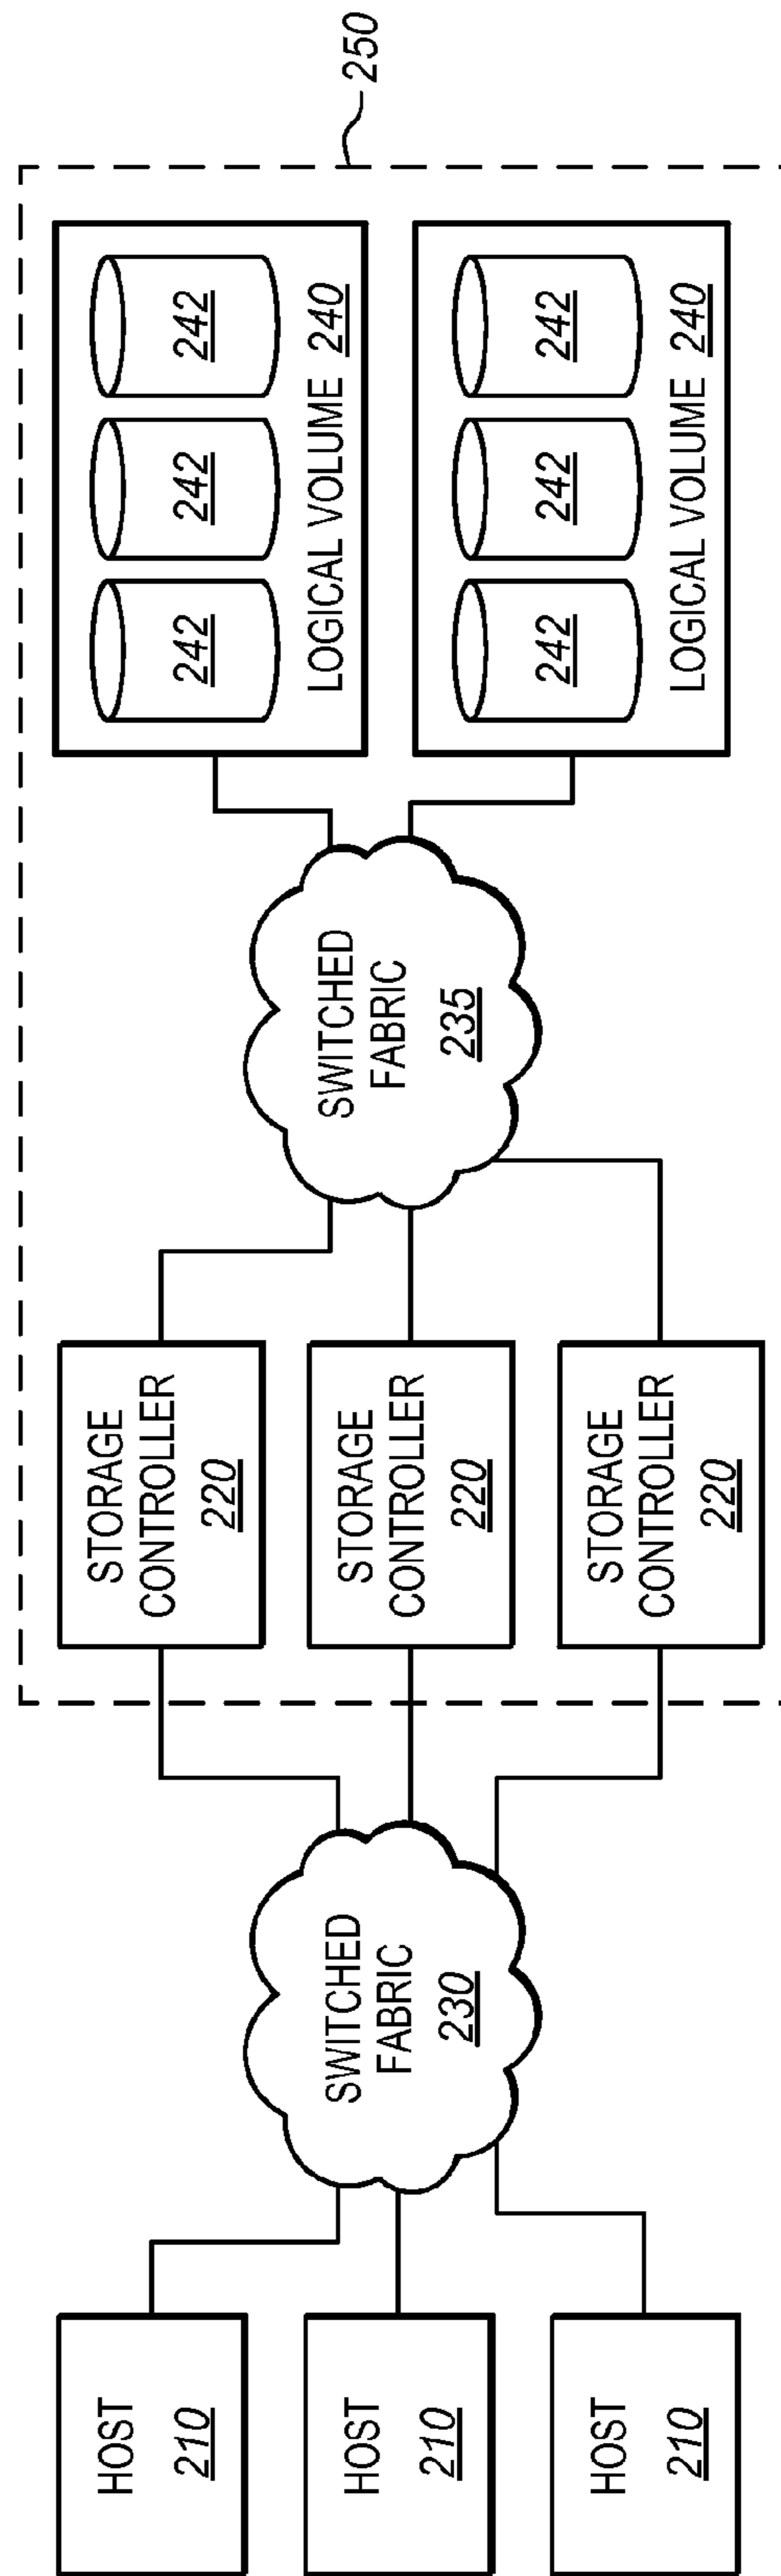 HOST
210
HOST
210
HOST
210
SWITCHED
FABRIC
230
STORAGE
CONTROLLER
220
STORAGE
CONTROLLER
220
STORAGE
CONTROLLER
220
SWITCHED
FABRIC
235
242 242 242
LOGICAL VOLUME 240
242 242 242
LOGICAL VOLUME 240
250